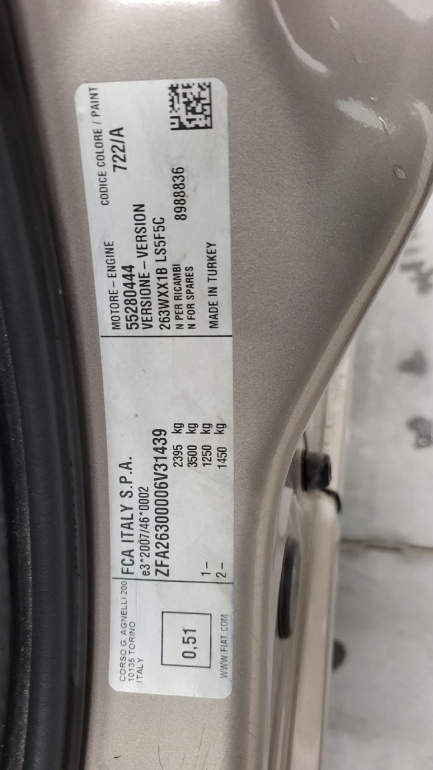 CORSO G. AGNELLI 200
10135 TORINO
ITALY
0,51
WWW.FIAT.COM
FCA ITALY S.P.A.
e3*2007/46*0002
ZFA26300006V31439
2395 kg
3500 kg
1– 1250 kg
2– 1450 kg
MOTORE – ENGINE
55280444
VERSIONE – VERSION
263WXX1B LS5F5C
N PER RICAMBI
N FOR SPARES
8988836
MADE IN TURKEY
CODICE COLORE / PAINT
722/A